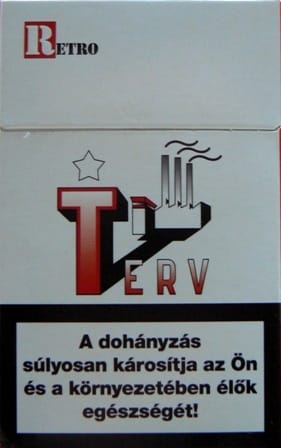 RETRO
TERV
A dohányzás
súlyosan károsítja az Ön
és a környezetében élők
egészségét!